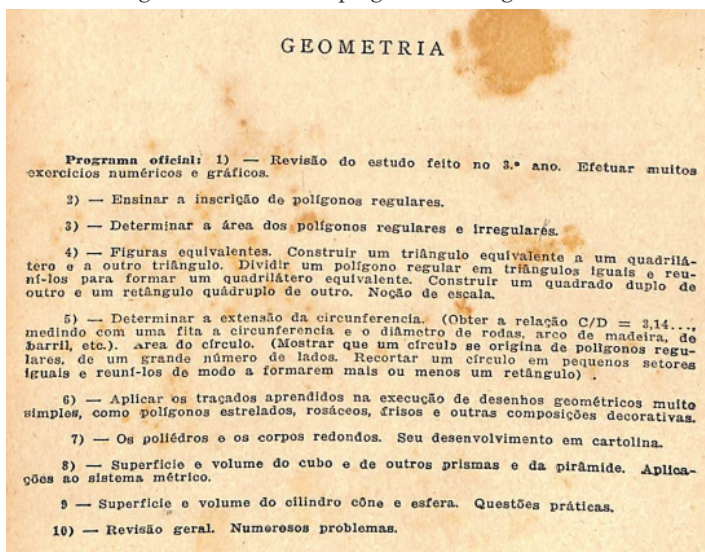 GEOMETRIA
Programa oficial: 1) — Revisão do estudo feito no 3.º ano. Efetuar muitos
exercicios numéricos e gráficos.
2) — Ensinar a inscrição de polígonos regulares.
3) — Determinar a área dos polígonos regulares e irregulares.
4) — Figuras equivalentes. Construir um triângulo equivalente a um quadrilá-
tero e a outro triângulo. Dividir um polígono regular em triângulos iguais e reu-
ní-los para formar um quadrilátero equivalente. Construir um quadrado duplo de
outro e um retângulo quádruplo de outro. Noção de escala.
5) — Determinar a extensão da circunferencia. (Obter a relação C/D = 3,14...,
medindo com uma fita a circunferencia e o diâmetro de rodas, arco de madeira, de
barril, etc.). Area do círculo. (Mostrar que um círculo se origina de poligonos regu-
lares, de um grande número de lados. Recortar um círculo em pequenos setores
iguais e reuní-los de modo a formarem mais ou menos um retângulo) .
6) — Aplicar os traçados aprendidos na execução de desenhos geométricos muito
simples, como polígonos estrelados, rosáceos, frisos e outras composições decorativas.
7) — Os poliédros e os corpos redondos. Seu desenvolvimento em cartolina.
8) — Superficie e volume do cubo e de outros prismas e da pirâmide. Aplica-
ções ao sistema métrico.
9 — Superficie e volume do cilindro cône e esfera. Questões práticas.
10) — Revisão geral. Numerosos problemas.